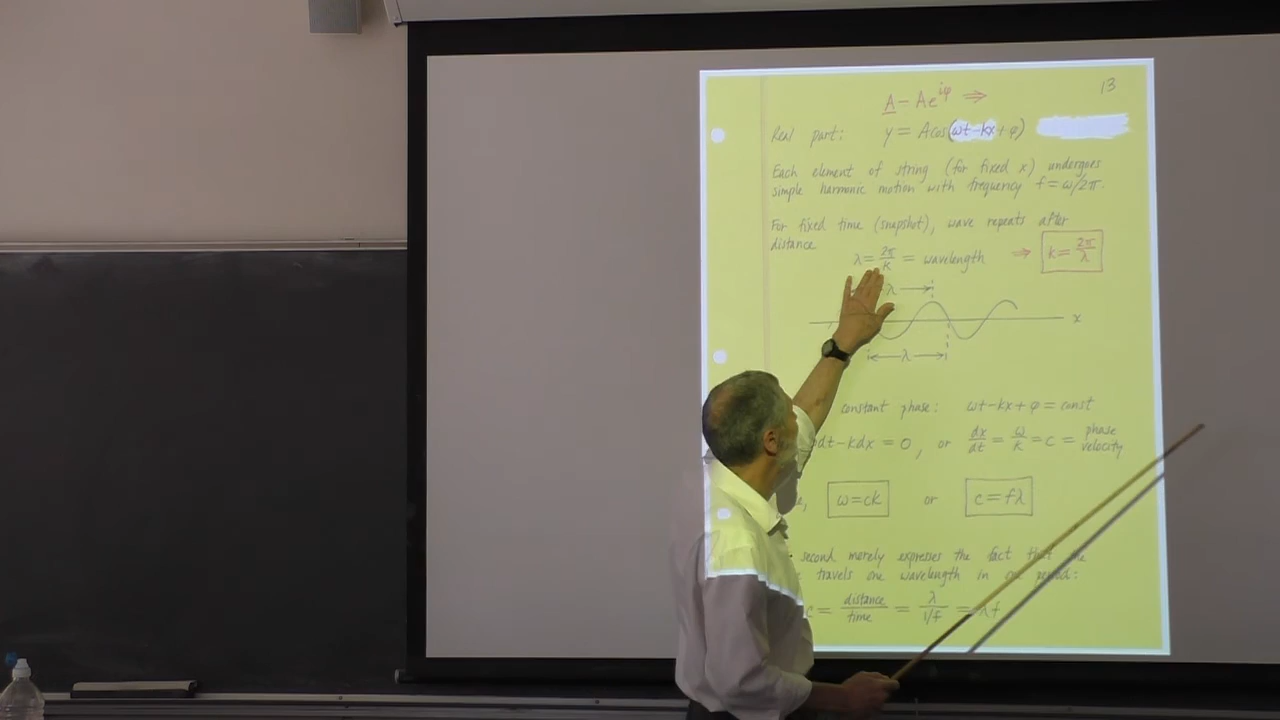 13
A - Ae^{iφ} ⇒
Real part: y = A cos(ωt-kx+φ)
Each element of string (for fixed x) undergoes
simple harmonic motion with frequency f = ω/2π.
For fixed time (snapshot), wave repeats after
distance
λ = 2π/k = wavelength ⇒ k = 2π/λ
λ
x
λ
constant phase: ωt-kx+φ = const
dt-kdx = 0, or dx/dt = ω/k = c = phase velocity
ω=ck or c=fλ
second merely expresses the fact that
travels one wavelength in one period:
c = distance/time = λ/1/f = λf